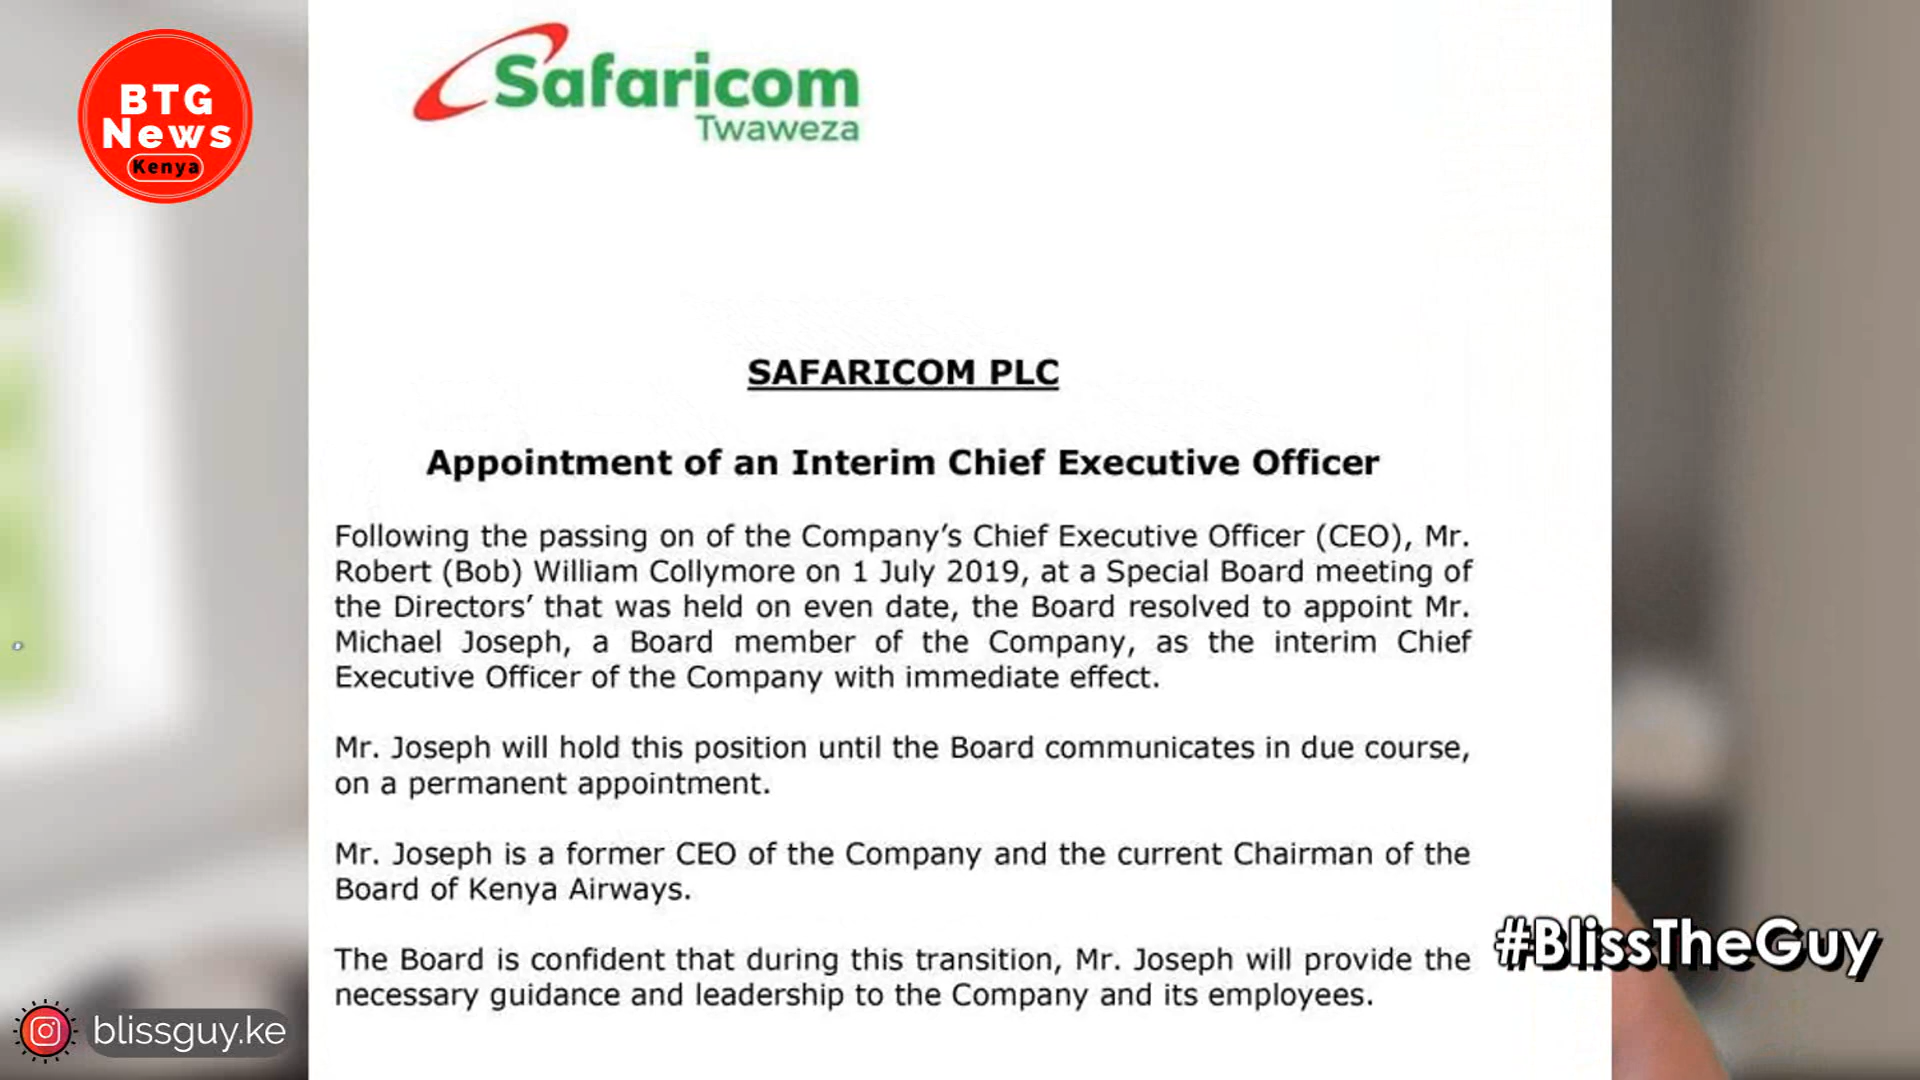 BTG
News
Kenya
Safaricom
Twaweza
SAFARICOM PLC
Appointment of an Interim Chief Executive Officer
Following the passing on of the Company’s Chief Executive Officer (CEO), Mr.
Robert (Bob) William Collymore on 1 July 2019, at a Special Board meeting of
the Directors’ that was held on even date, the Board resolved to appoint Mr.
Michael Joseph, a Board member of the Company, as the interim Chief
Executive Officer of the Company with immediate effect.
Mr. Joseph will hold this position until the Board communicates in due course,
on a permanent appointment.
Mr. Joseph is a former CEO of the Company and the current Chairman of the
Board of Kenya Airways.
The Board is confident that during this transition, Mr. Joseph will provide the
necessary guidance and leadership to the Company and its employees.
#BlissTheGuy
blissguy.ke